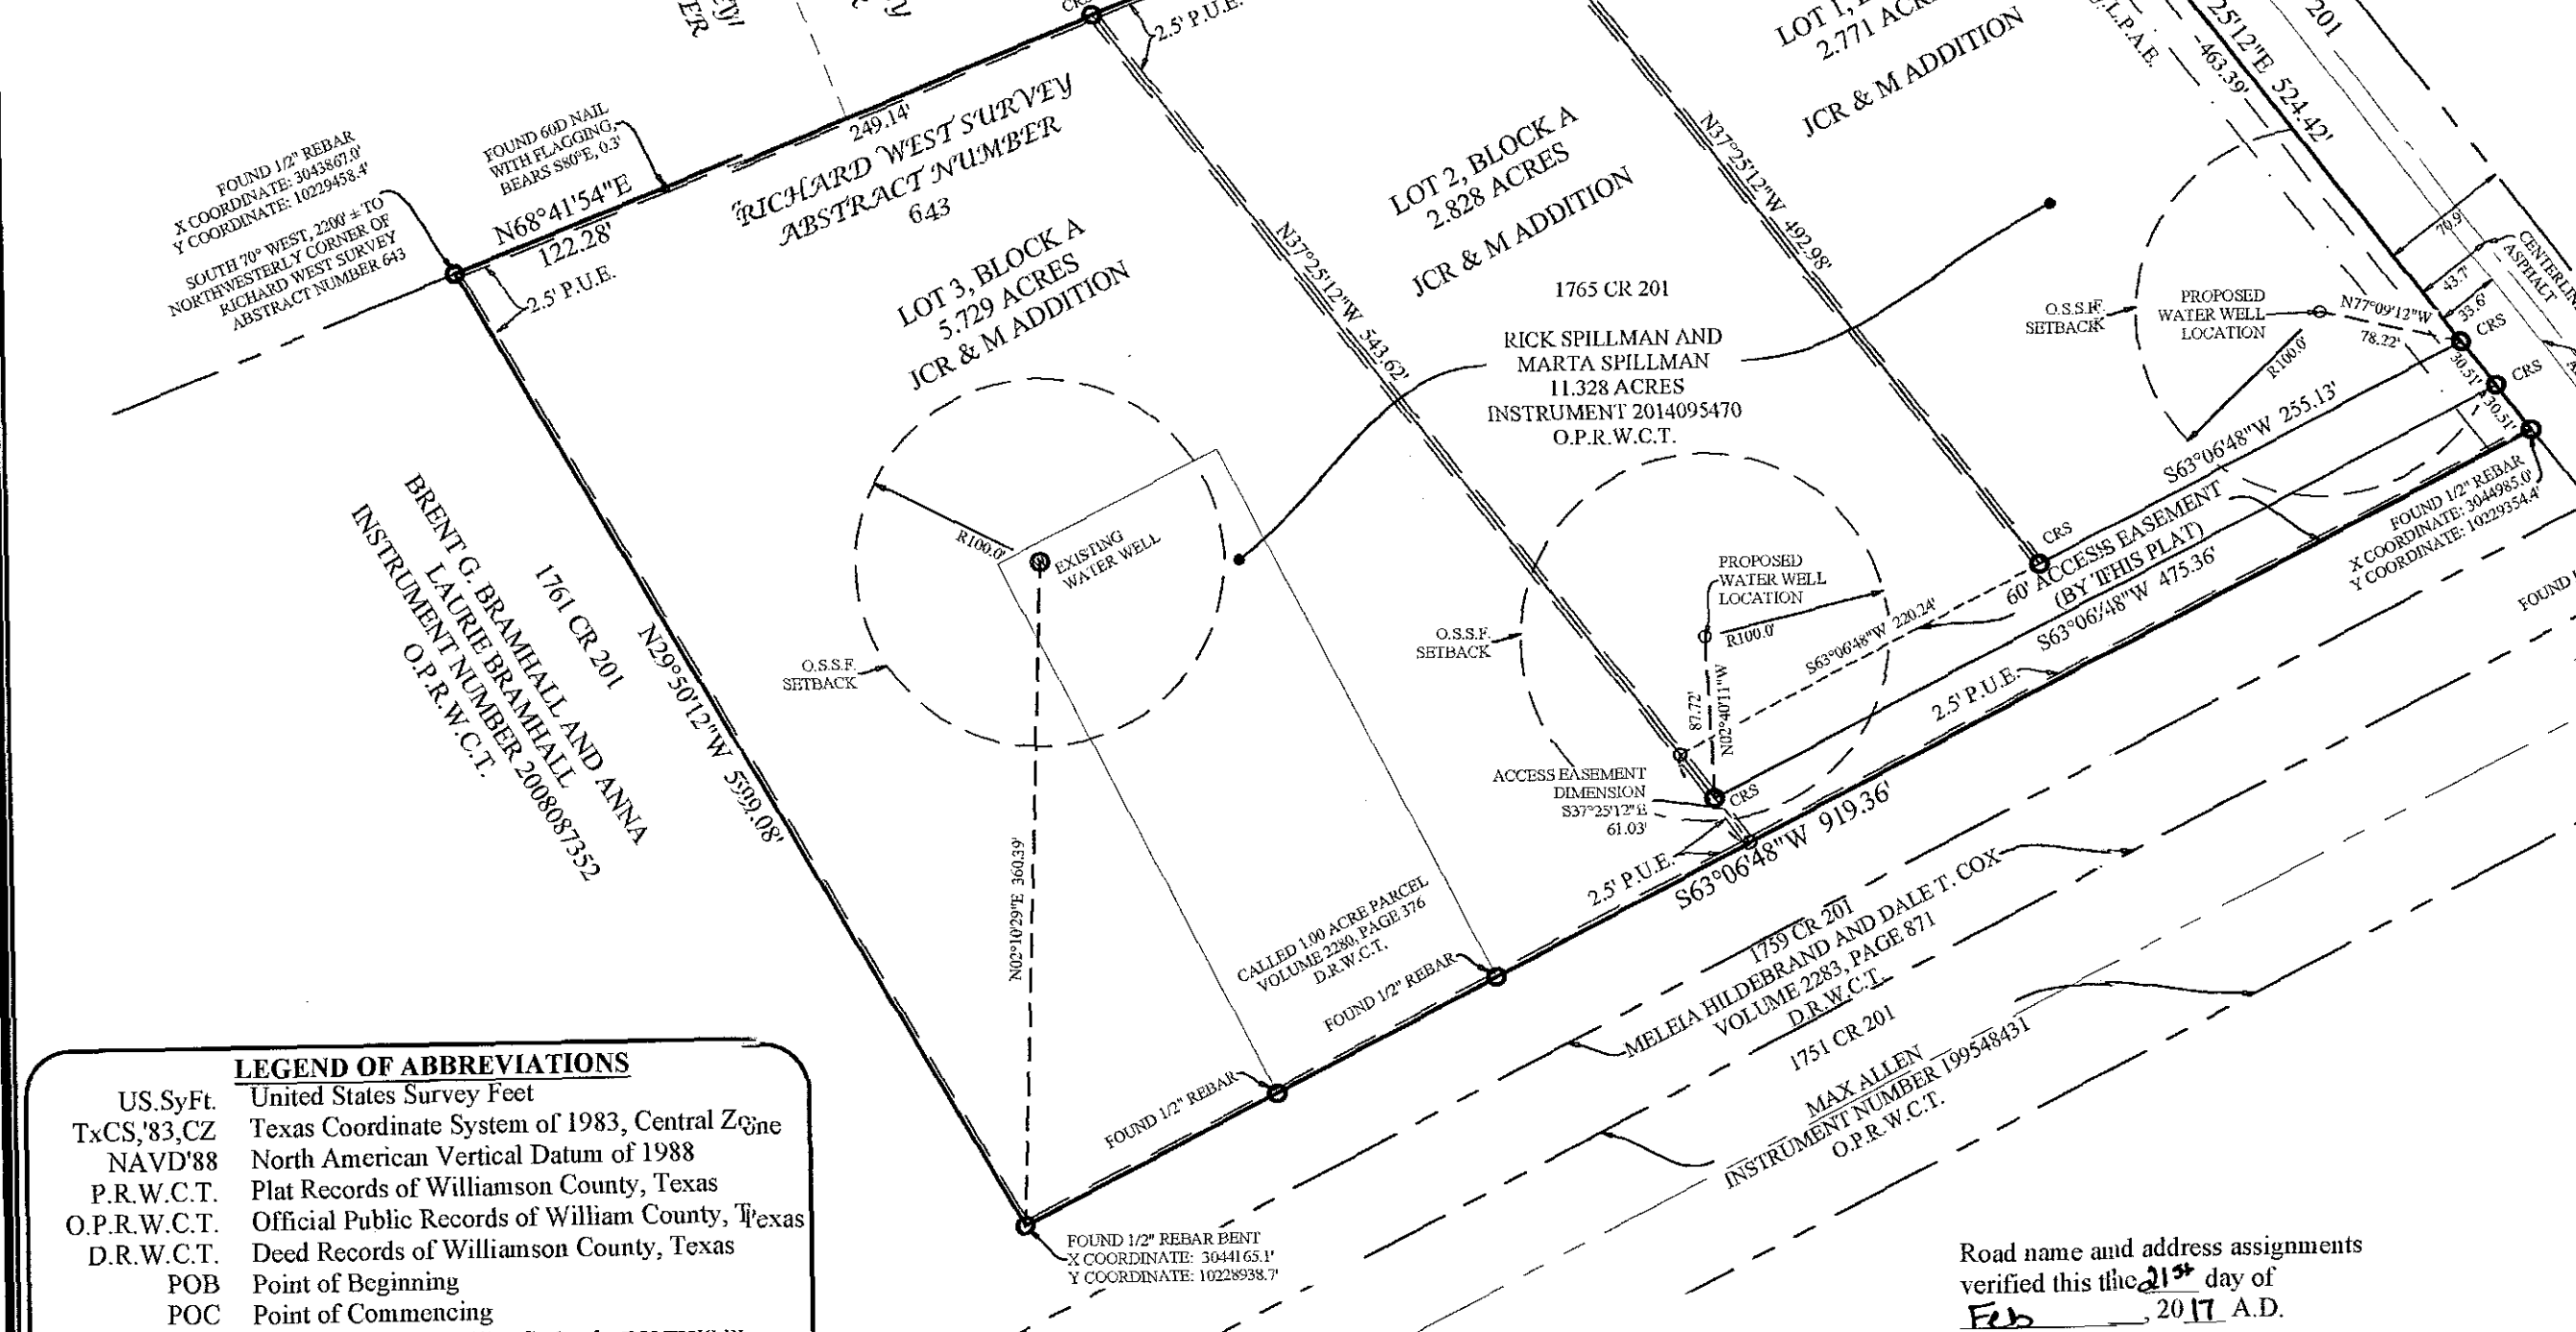 2.5' P.U.E.
LOT 1,
2.771
JCR & M ADDITION
U.L.P.A.E.
25'12"E 524.42'
463.39'
201
ER
CRS
FOUND 1/2" REBAR
X COORDINATE: 3043867.0'
Y COORDINATE: 10229458.4'
SOUTH 70° WEST, 2200' ± TO
NORTHWESTERLY CORNER OF
RICHARD WEST SURVEY
ABSTRACT NUMBER 643
FOUND 60D NAIL
WITH FLAGGING,
BEARS S80°E, 0.3'
N68°41'54"E
122.28'
2.5' P.U.E.
249.14'
RICHARD WEST SURVEY
ABSTRACT NUMBER
643
LOT 3, BLOCK A
5.729 ACRES
JCR & M ADDITION
N37°25'12"W 543.62'
LOT 2, BLOCK A
2.828 ACRES
JCR & M ADDITION
N37°25'12"W 492.98'
1765 CR 201
RICK SPILLMAN AND
MARTA SPILLMAN
11.328 ACRES
INSTRUMENT 2014095470
O.P.R.W.C.T.
O.S.S.F.
SETBACK
PROPOSED
WATER WELL
LOCATION
N77°09'12"W
78.22'
R100.0'
70.9'
43.7'
33.6'
CENTERLINE
ASPHALT
CRS
30.51'
CRS
30.51'
S63°06'48"W 255.13'
FOUND 1/2" REBAR
X COORDINATE: 3044985.0'
Y COORDINATE: 10229354.4'
FOUND
CRS
60' ACCESS EASEMENT
(BY THIS PLAT)
S63°06'48"W 475.36'
S63°06'48"W 220.24'
2.5' P.U.E.
PROPOSED
WATER WELL
LOCATION
R100.0'
O.S.S.F.
SETBACK
87.72'
N02°40'11"W
ACCESS EASEMENT
DIMENSION
S37°25'12"E
61.03'
CRS
2.5' P.U.E.
S63°06'48"W 919.36'
R100.0'
EXISTING
WATER WELL
O.S.S.F.
SETBACK
N02°10'29"E 360.39'
1761 CR 201
BRENT G. BRAMHALL AND ANNA
LAURIE BRAMHALL
INSTRUMENT NUMBER 2008087352
O.P.R.W.C.T.
N29°50'12"W 599.08'
CALLED 1.00 ACRE PARCEL
VOLUME 2280, PAGE 376
D.R.W.C.T.
FOUND 1/2" REBAR
FOUND 1/2" REBAR
1759 CR 201
MELEIA HILDEBRAND AND DALE T. COX
VOLUME 2283, PAGE 871
D.R.W.C.T.
1751 CR 201
MAX ALLEN
INSTRUMENT NUMBER 199548431
O.P.R.W.C.T.
FOUND 1/2" REBAR BENT
X COORDINATE: 3044165.1'
Y COORDINATE: 10228938.7'
LEGEND OF ABBREVIATIONS
US.SyFt. United States Survey Feet
TxCS,'83,CZ Texas Coordinate System of 1983, Central Zone
NAVD'88 North American Vertical Datum of 1988
P.R.W.C.T. Plat Records of Williamson County, Texas
O.P.R.W.C.T. Official Public Records of William County, Texas
D.R.W.C.T. Deed Records of Williamson County, Texas
POB Point of Beginning
POC Point of Commencing
Road name and address assignments
verified this the 21st day of
Feb, 2017 A.D.